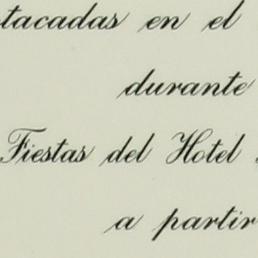 tacadas en el
durante
Fiestas del Hotel
a partir